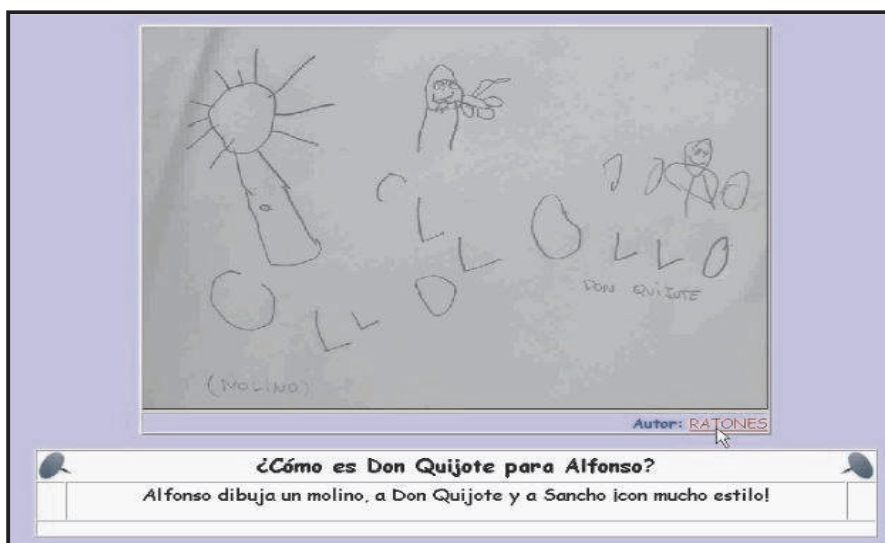 C L L O L L O
DON QUIJOTE
C L L D
(MOLINO)
Autor: RATONES
¿Cómo es Don Quijote para Alfonso?
Alfonso dibuja un molino, a Don Quijote y a Sancho ¡con mucho estilo!